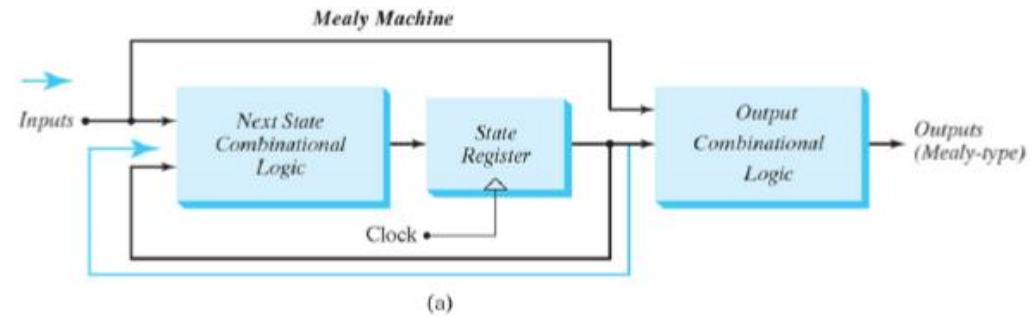 Mealy Machine
Inputs
Next State
Combinational
Logic
State
Register
Output
Combinational
Logic
Outputs
(Mealy-type)
Clock
(a)